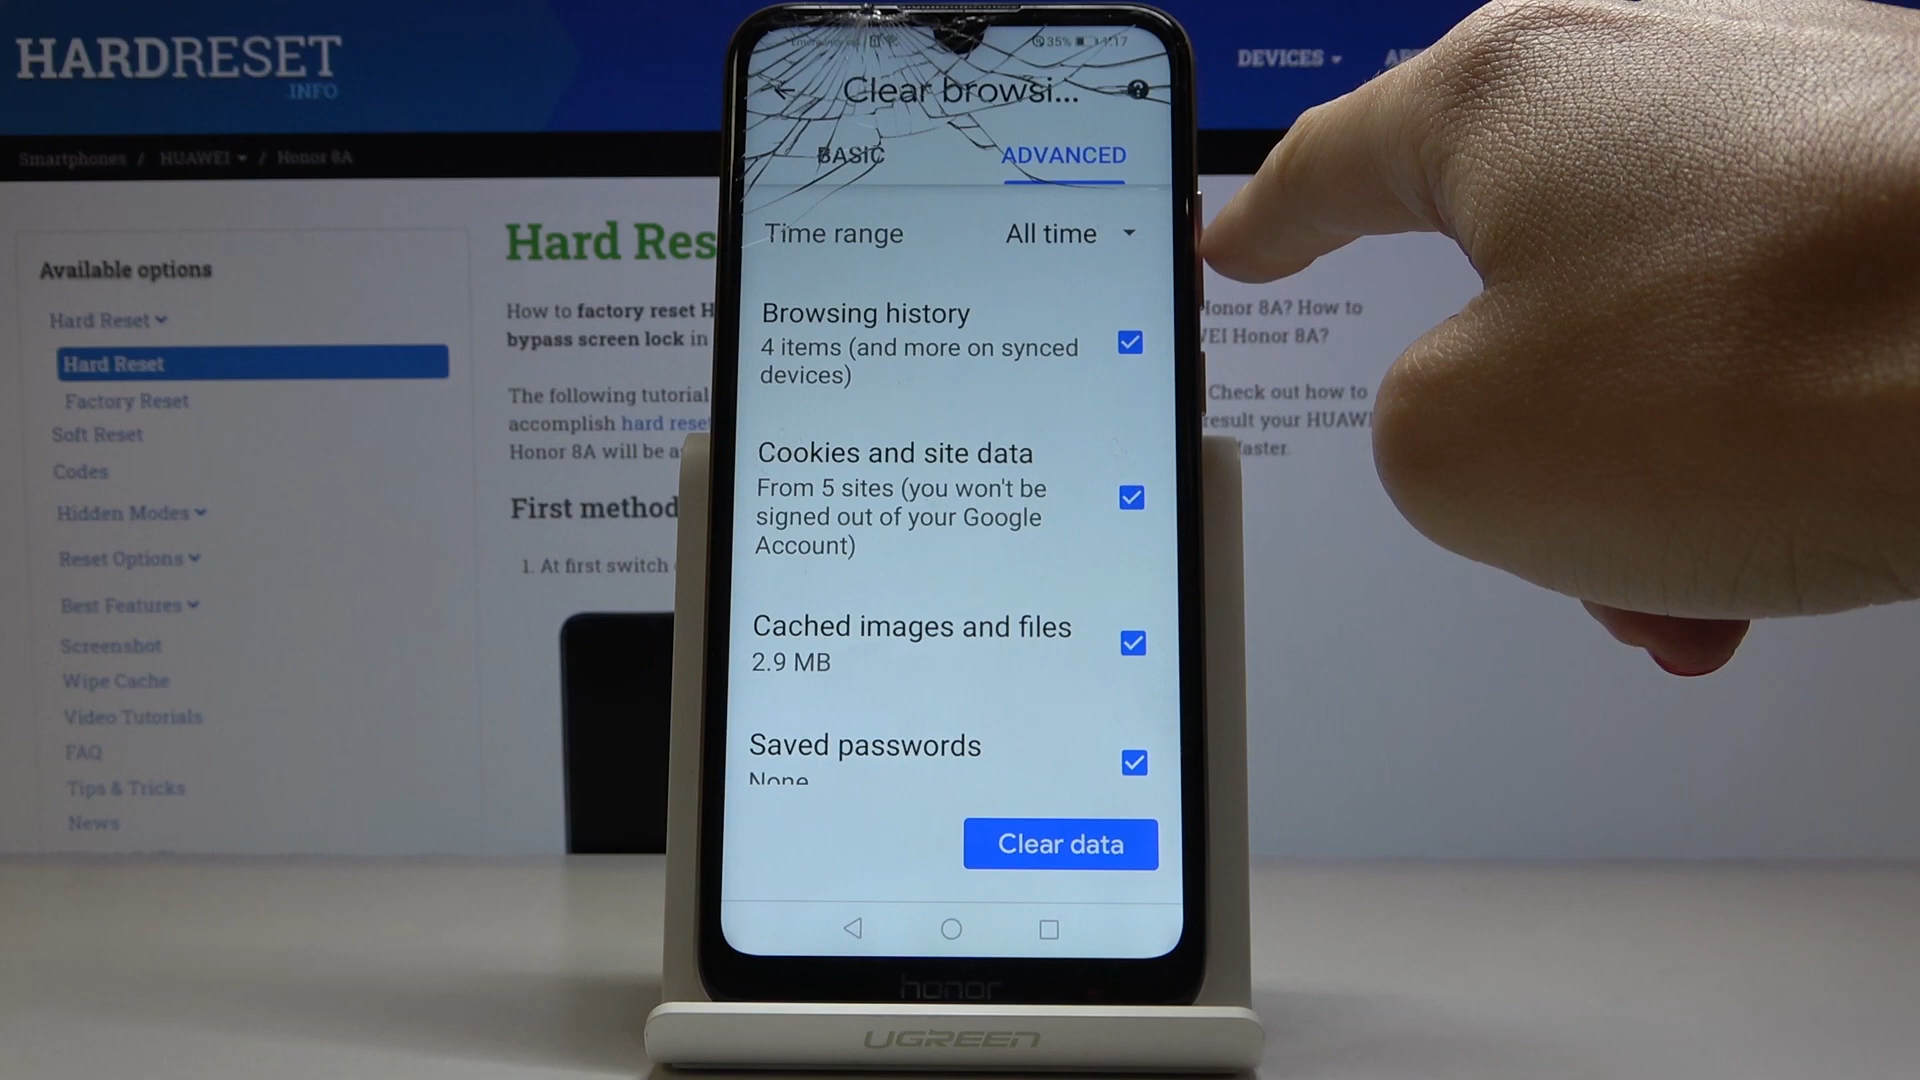 HARDRESET
.INFO
DEVICES
Smartphones / HUAWEI / Honor 8A
Available options
Hard Reset
Hard Reset
Factory Reset
Soft Reset
Codes
Hidden Modes
Reset Options
Best Features
Screenshot
Wipe Cache
Video Tutorials
FAQ
Tips & Tricks
News
Hard Res
How to factory reset H
bypass screen lock in
The following tutorial
accomplish hard rese
Honor 8A will be a
First method
1. At first switch
Honor 8A? How to
EI Honor 8A?
Check out how to
result your HUAWEI
faster.
35% 1:17
Clear browsi...
BASIC ADVANCED
Time range All time
Browsing history
4 items (and more on synced
devices)
Cookies and site data
From 5 sites (you won't be
signed out of your Google
Account)
Cached images and files
2.9 MB
Saved passwords
None
Clear data
honor
UGREEN